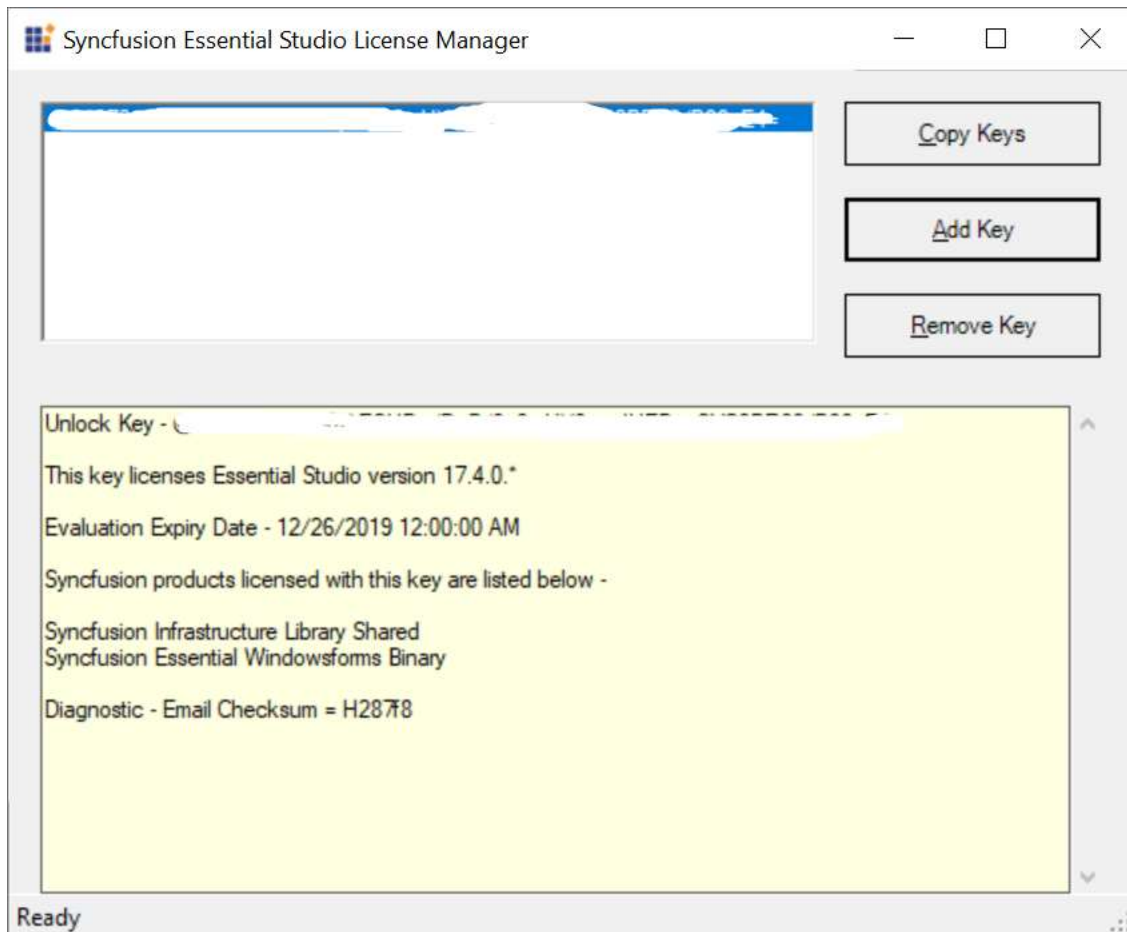 Syncfusion Essential Studio License Manager
Copy Keys
Add Key
Remove Key
Unlock Key -
This key licenses Essential Studio version 17.4.0.*
Evaluation Expiry Date - 12/26/2019 12:00:00 AM
Syncfusion products licensed with this key are listed below -
Syncfusion Infrastructure Library Shared
Syncfusion Essential Windowsforms Binary
Diagnostic - Email Checksum =
Ready